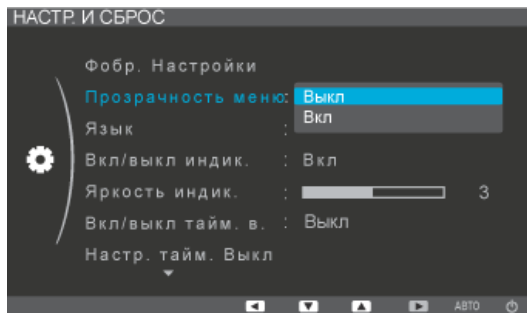 НАСТР. И СБРОС
Фобр. Настройки
Прозрачность меню: Выкл
Вкл
Язык :
Вкл/выкл индик. : Вкл
Яркость индик. : 3
Вкл/выкл тайм. в. : Выкл
Настр. тайм. Выкл
АВТО